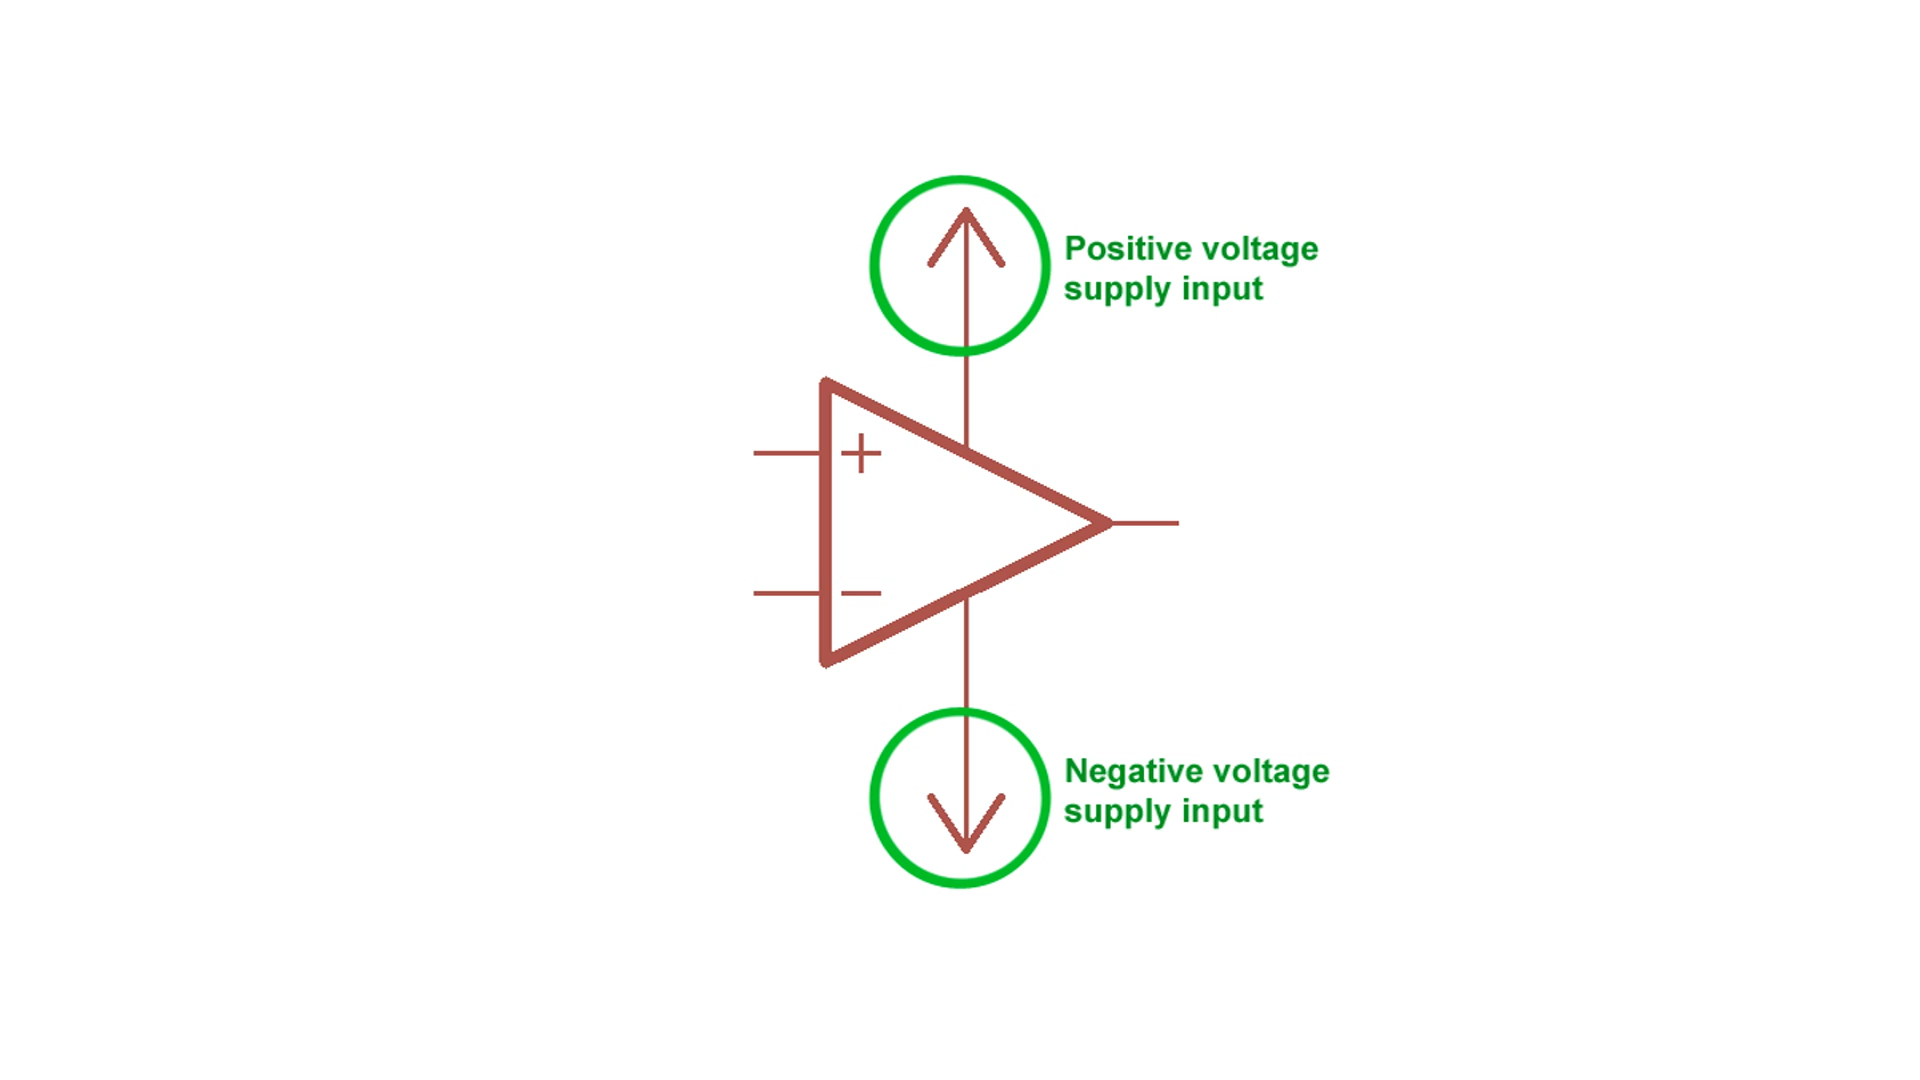 Positive voltage
supply input
+
−
Negative voltage
supply input